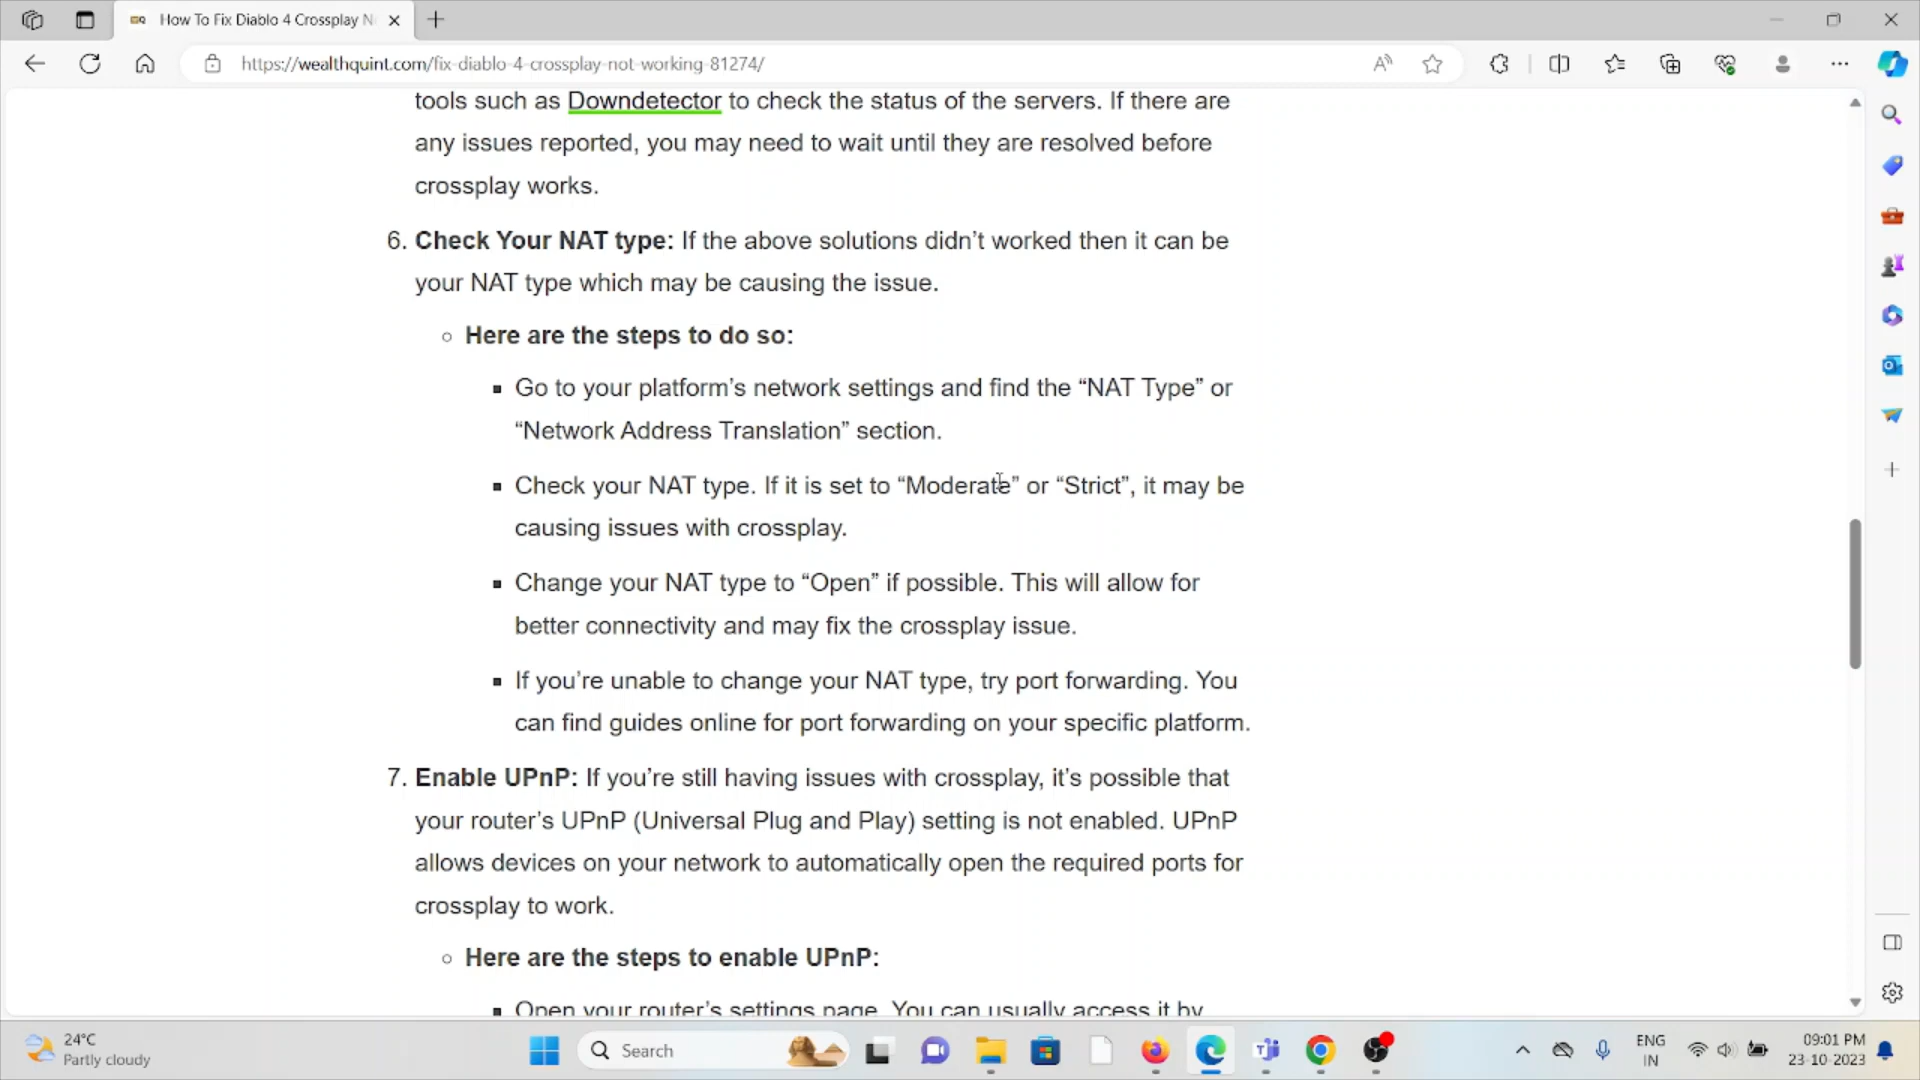 How To Fix Diablo 4 Crossplay N
https://wealthquint.com/fix-diablo-4-crossplay-not-working-81274/
tools such as Downdetector to check the status of the servers. If there are
any issues reported, you may need to wait until they are resolved before
crossplay works.
6. Check Your NAT type: If the above solutions didn’t worked then it can be
your NAT type which may be causing the issue.
Here are the steps to do so:
Go to your platform’s network settings and find the “NAT Type” or
“Network Address Translation” section.
Check your NAT type. If it is set to “Moderate” or “Strict”, it may be
causing issues with crossplay.
Change your NAT type to “Open” if possible. This will allow for
better connectivity and may fix the crossplay issue.
If you’re unable to change your NAT type, try port forwarding. You
can find guides online for port forwarding on your specific platform.
7. Enable UPnP: If you’re still having issues with crossplay, it’s possible that
your router’s UPnP (Universal Plug and Play) setting is not enabled. UPnP
allows devices on your network to automatically open the required ports for
crossplay to work.
Here are the steps to enable UPnP:
Open your router’s settings page. You can usually access it by
24°C
Partly cloudy
Search
ENG
IN
09:01 PM
23-10-2023